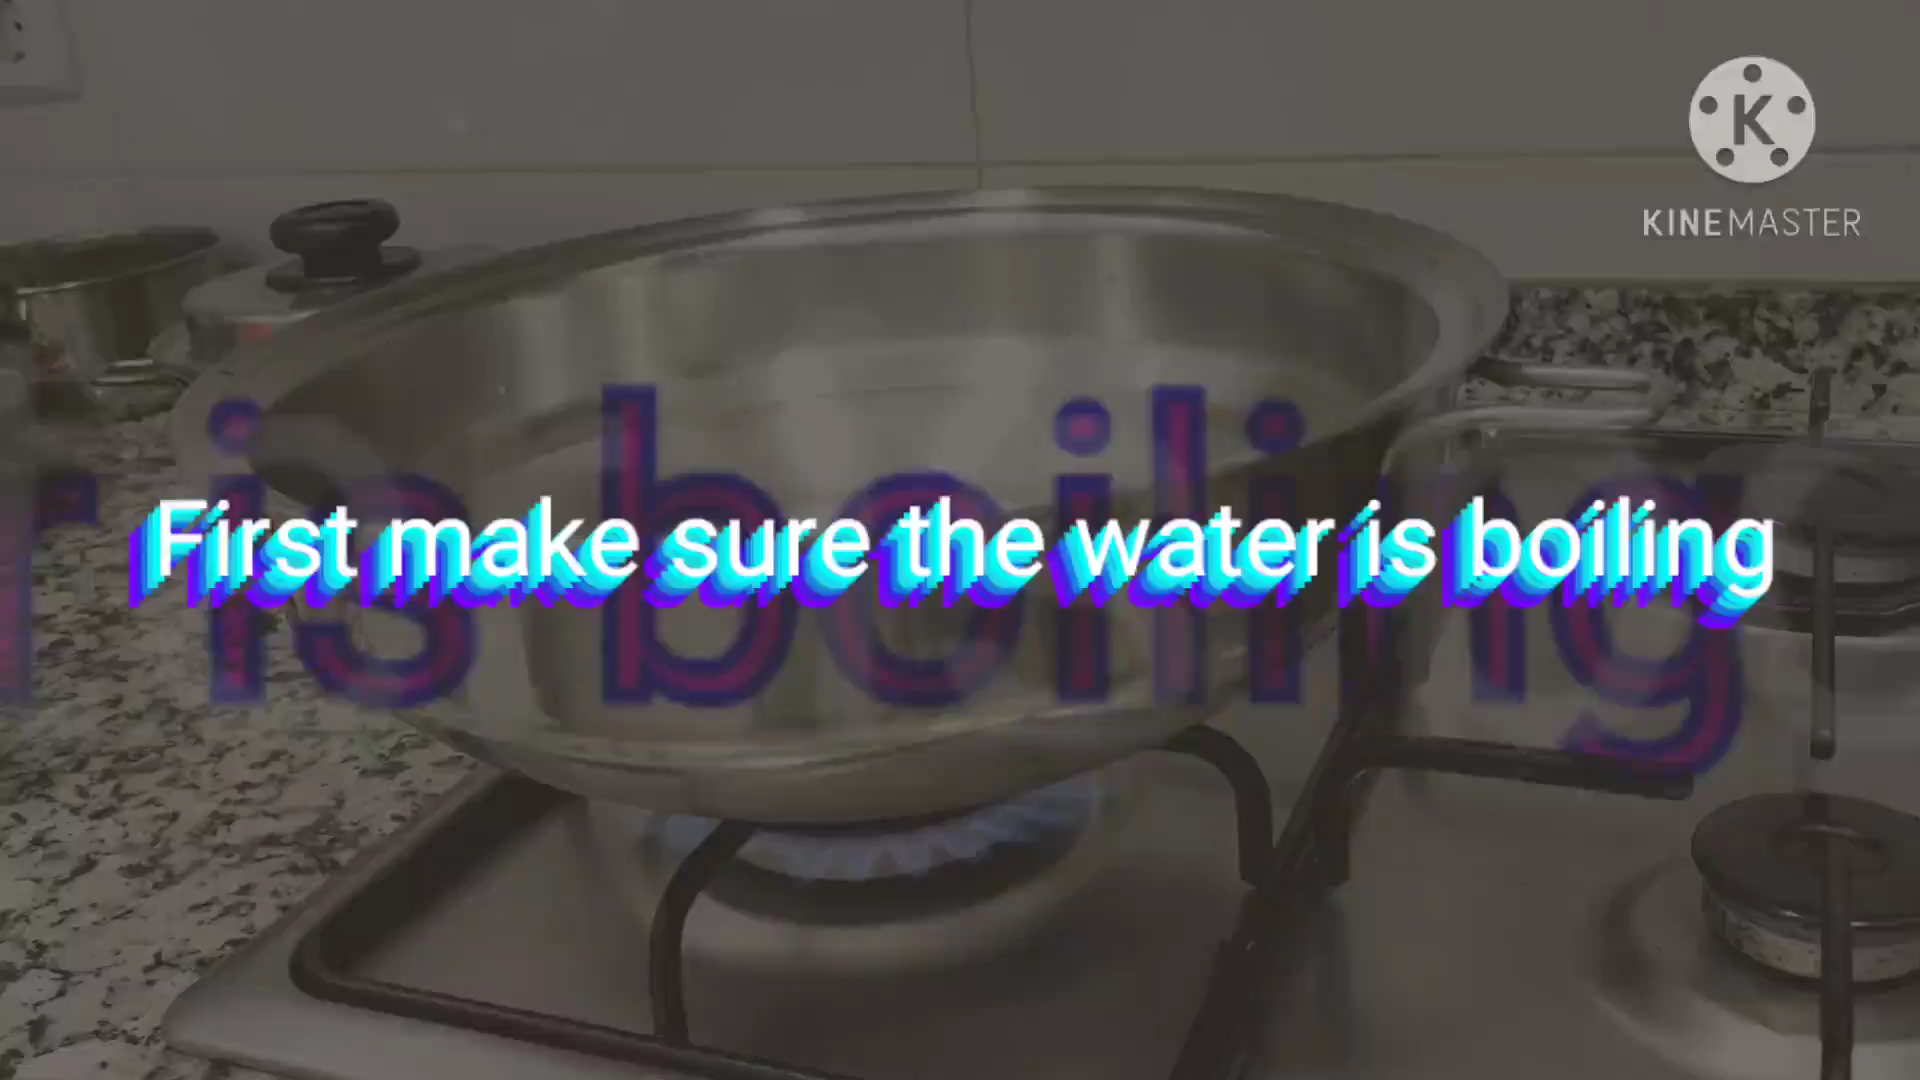 K
KINEMASTER
r is boiling
First make sure the water is boiling